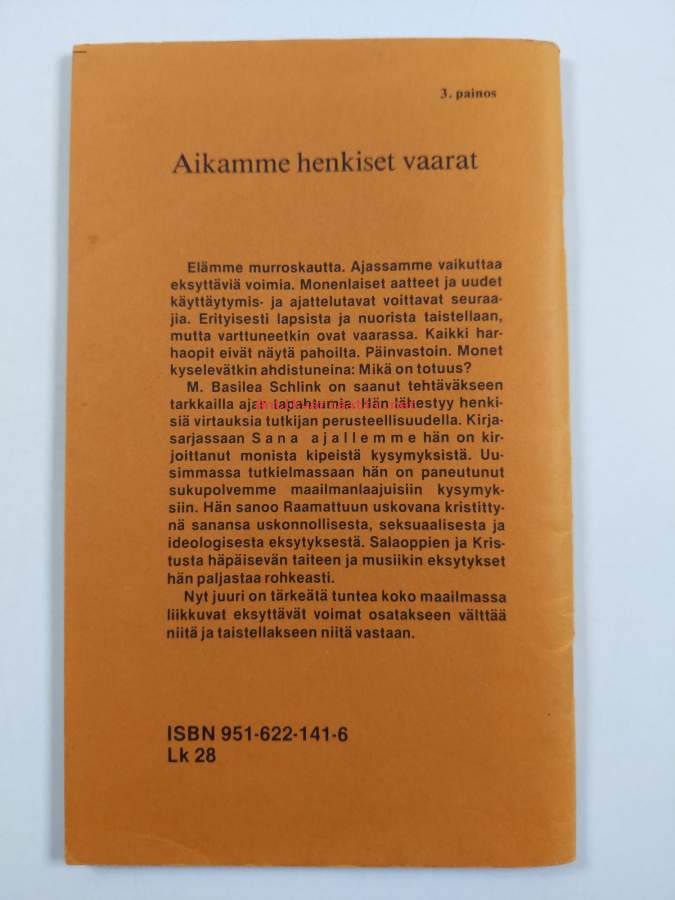 3. painos
Aikamme henkiset vaarat
Elämme murroskautta. Ajassamme vaikuttaa
eksyttäviä voimia. Monenlaiset aatteet ja uudet
käyttäytymis- ja ajattelutavat voittavat seuraa-
jia. Erityisesti lapsista ja nuorista taistellaan,
mutta varttuneetkin ovat vaarassa. Kaikki har-
haopit eivät näytä pahoilta. Päinvastoin. Monet
kyselevätkin ahdistuneina: Mikä on totuus?
M. Basilea Schlink on saanut tehtäväkseen
tarkkailla ajan tapahtumia. Hän lähestyy henki-
siä virtauksia tutkijan perusteellisuudella. Kirja-
sarjassaan Sana ajallemme hän on kir-
joittanut monista kipeistä kysymyksistä. Uu-
simmassa tutkielmassaan hän on paneutunut
sukupolvemme maailmanlaajuisiin kysymyk-
siin. Hän sanoo Raamattuun uskovana kristitty-
nä sanansa uskonnollisesta, seksuaalisesta ja
ideologisesta eksytyksestä. Salaoppien ja Kris-
tusta häpäisevän taiteen ja musiikin eksytykset
hän paljastaa rohkeasti.
Nyt juuri on tärkeätä tuntea koko maailmassa
liikkuvat eksyttävät voimat osatakseen välttää
niitä ja taistellakseen niitä vastaan.
ISBN 951-622-141-6
Lk 28